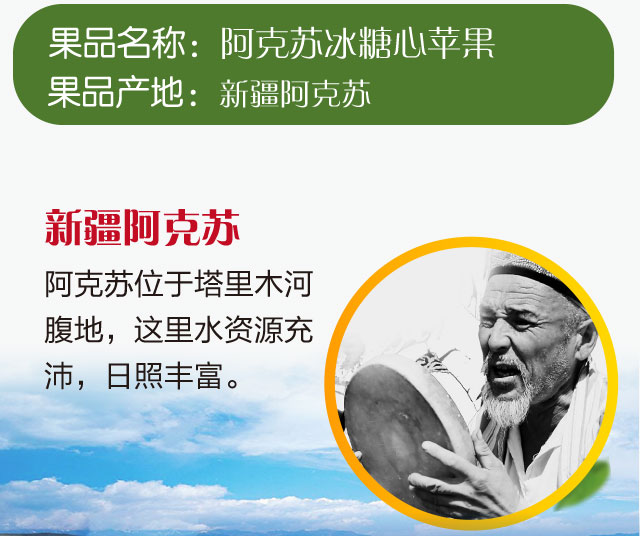 果品名称：阿克苏冰糖心苹果
果品产地：新疆阿克苏
新疆阿克苏
阿克苏位于塔里木河
腹地，这里水资源充
沛，日照丰富。